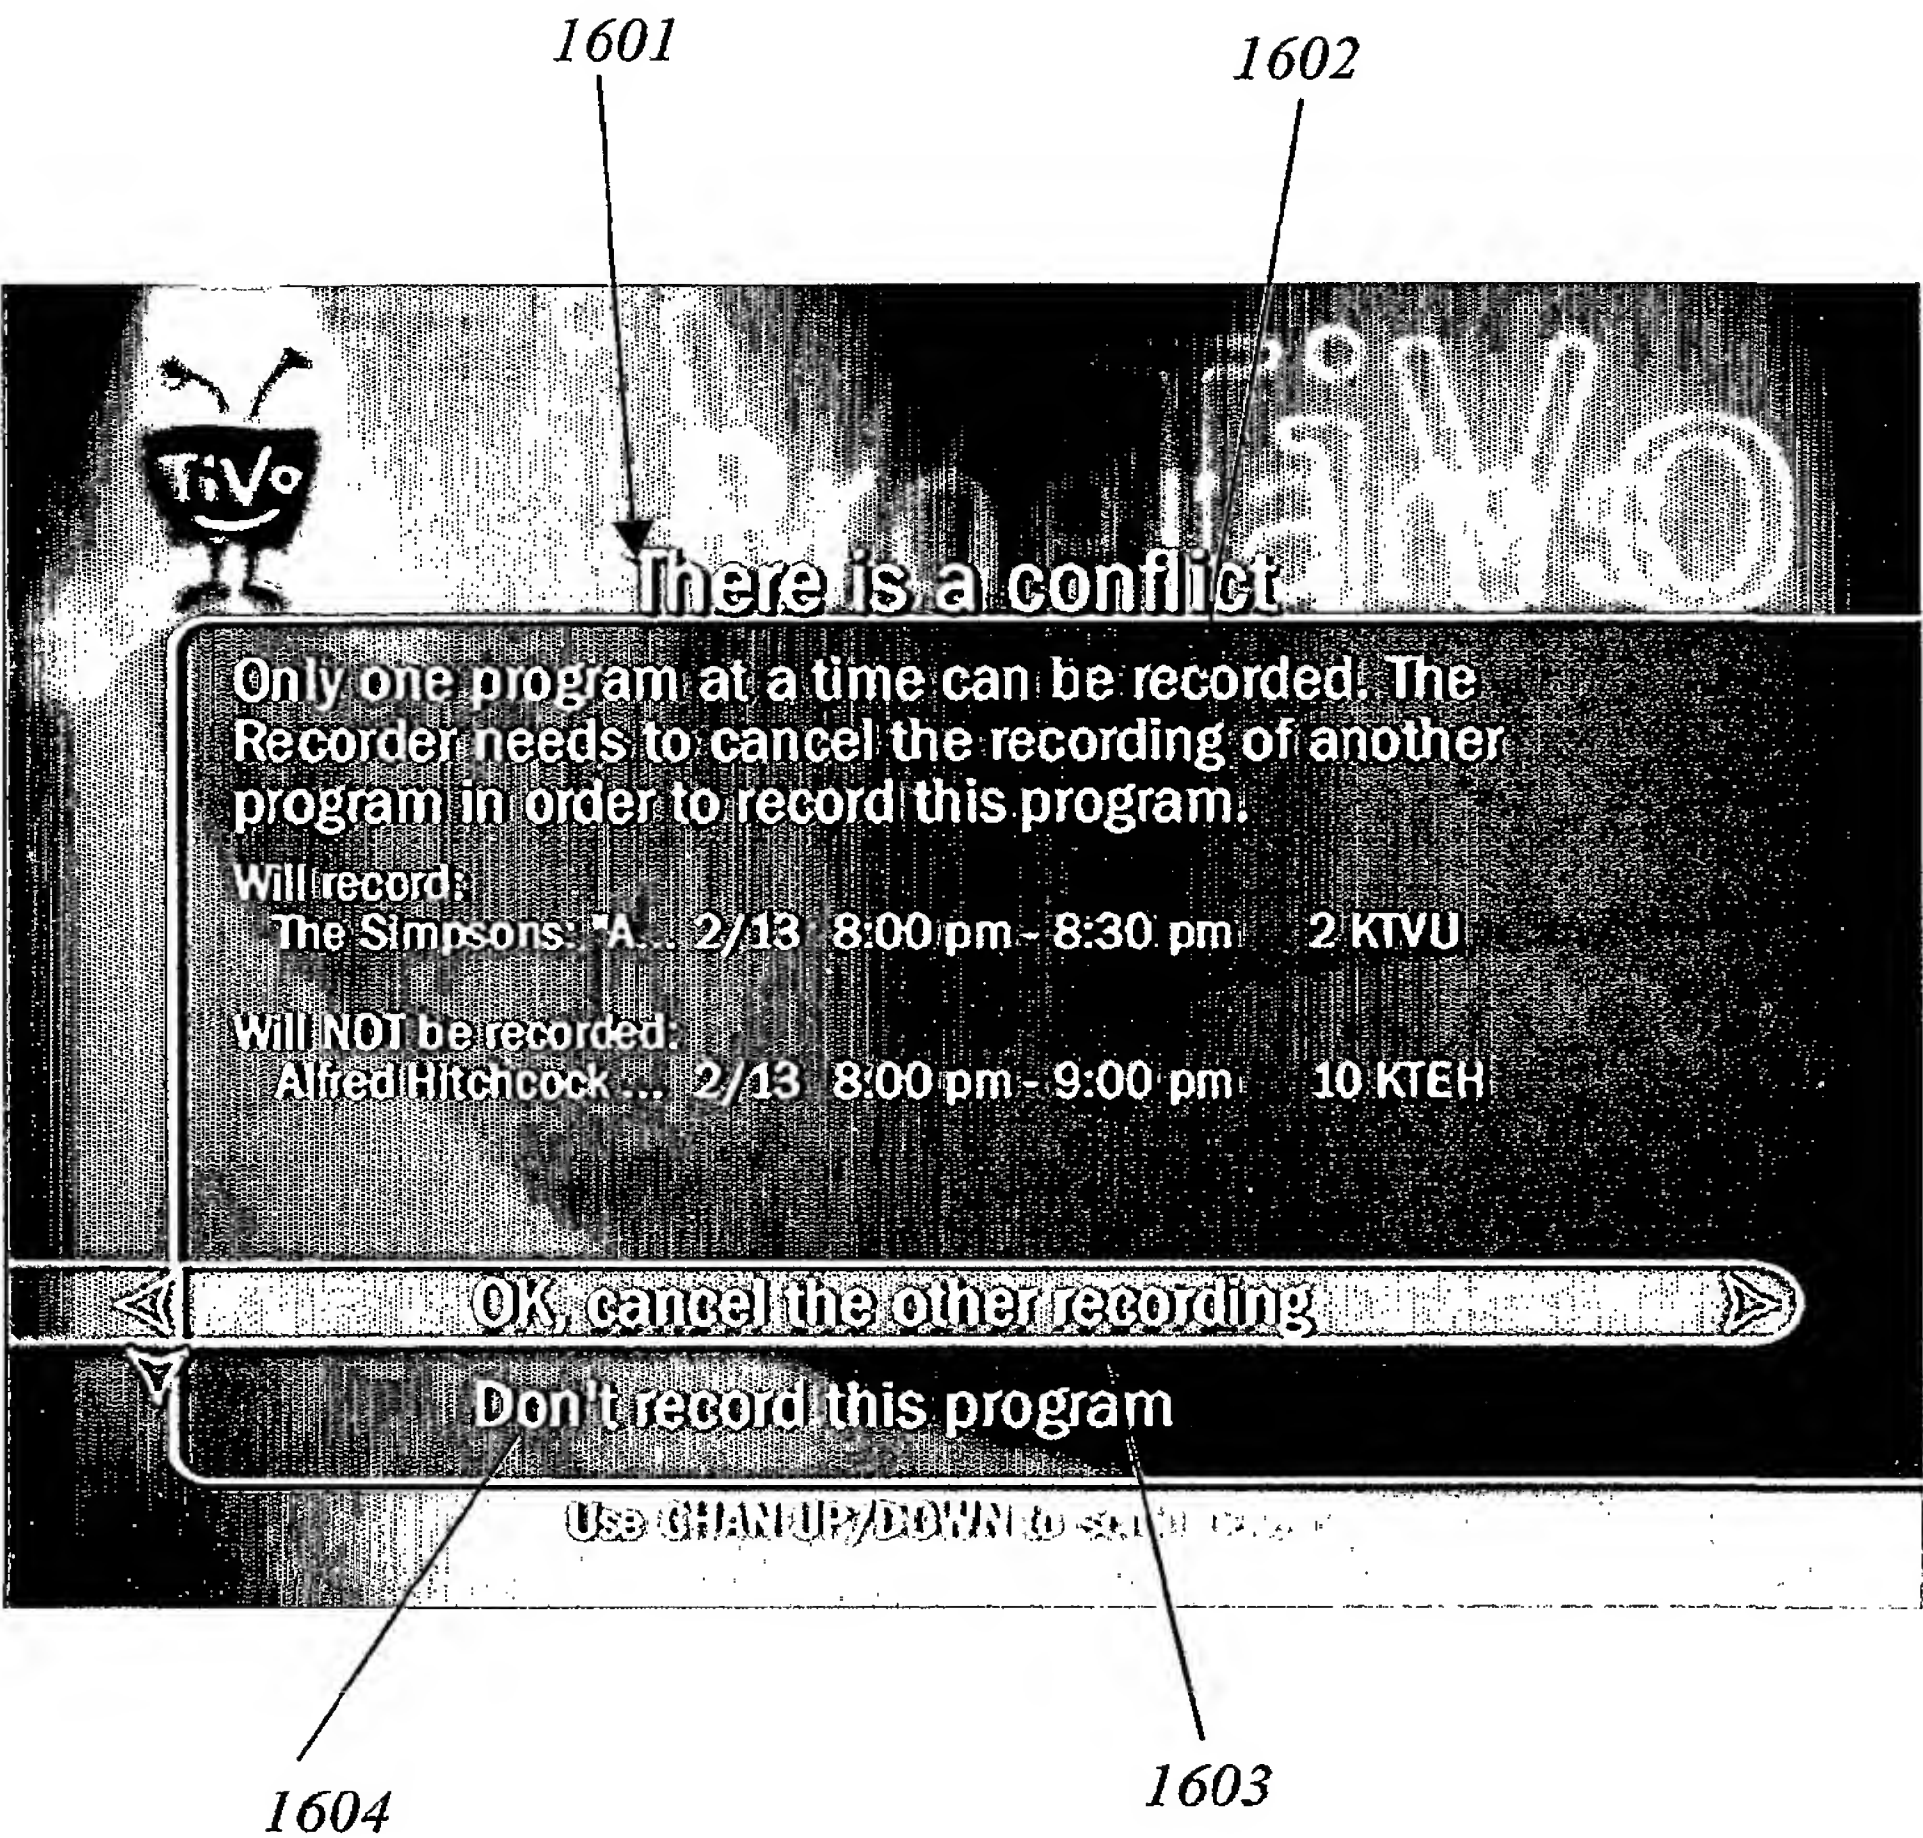 1601
1602
TiVo
TiVo
There is a conflict
Only one program at a time can be recorded. The
Recorder needs to cancel the recording of another
program in order to record this program.
Will record:
The Simpsons: "A... 2/13 8:00 pm - 8:30 pm 2 KTVU
Will NOT be recorded:
Alfred Hitchcock ... 2/13 8:00 pm - 9:00 pm 10 KTEH
OK, cancel the other recording
Don't record this program
Use CHAN UP/DOWN to
1604
1603